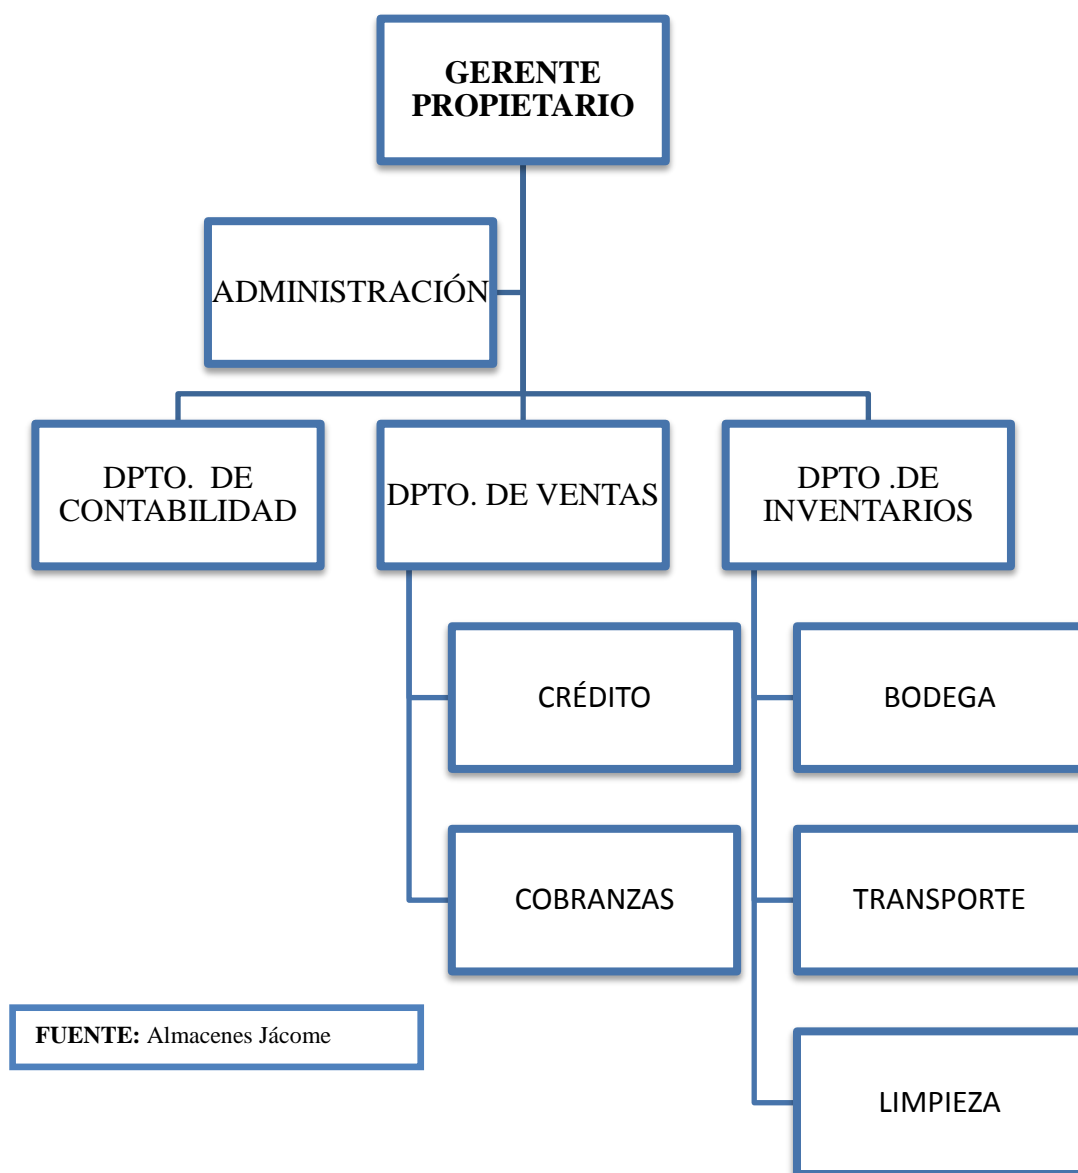 GERENTE
PROPIETARIO
ADMINISTRACIÓN
DPTO. DE
CONTABILIDAD
DPTO. DE VENTAS
DPTO .DE
INVENTARIOS
CRÉDITO
BODEGA
COBRANZAS
TRANSPORTE
FUENTE: Almacenes Jácome
LIMPIEZA